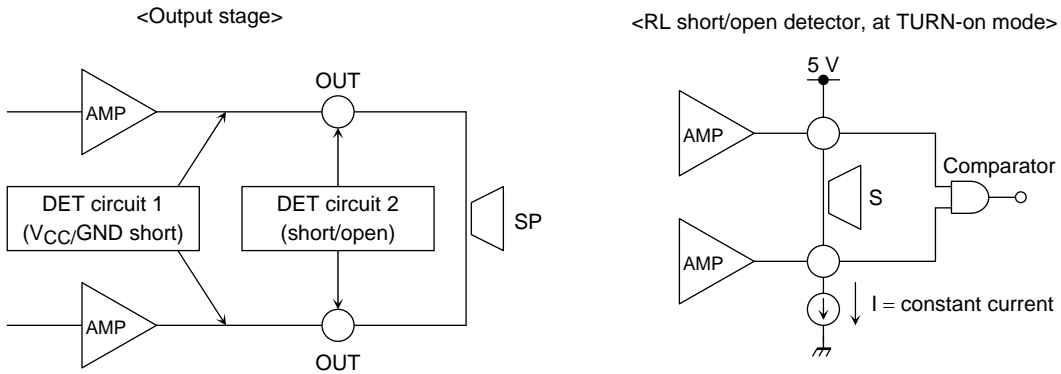 <Output stage>
<RL short/open detector, at TURN-on mode>
AMP
OUT
DET circuit 1
(VCC/GND short)
DET circuit 2
(short/open)
SP
AMP
OUT
5 V
AMP
Comparator
S
AMP
I = constant current